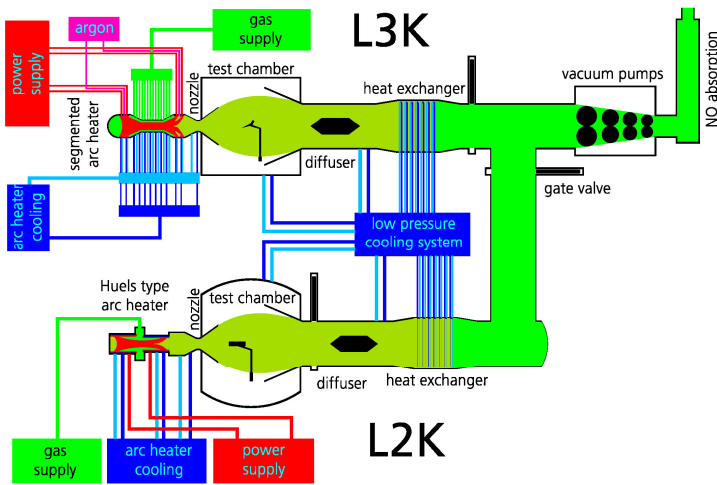 L3K
gas
supply
argon
power
supply
segmented
arc heater
nozzle
test chamber
diffuser
heat exchanger
vacuum pumps
NO absorption
gate valve
arc heater
cooling
low pressure
cooling system
Huels type
arc heater
nozzle
test chamber
diffuser
heat exchanger
L2K
gas
supply
arc heater
cooling
power
supply